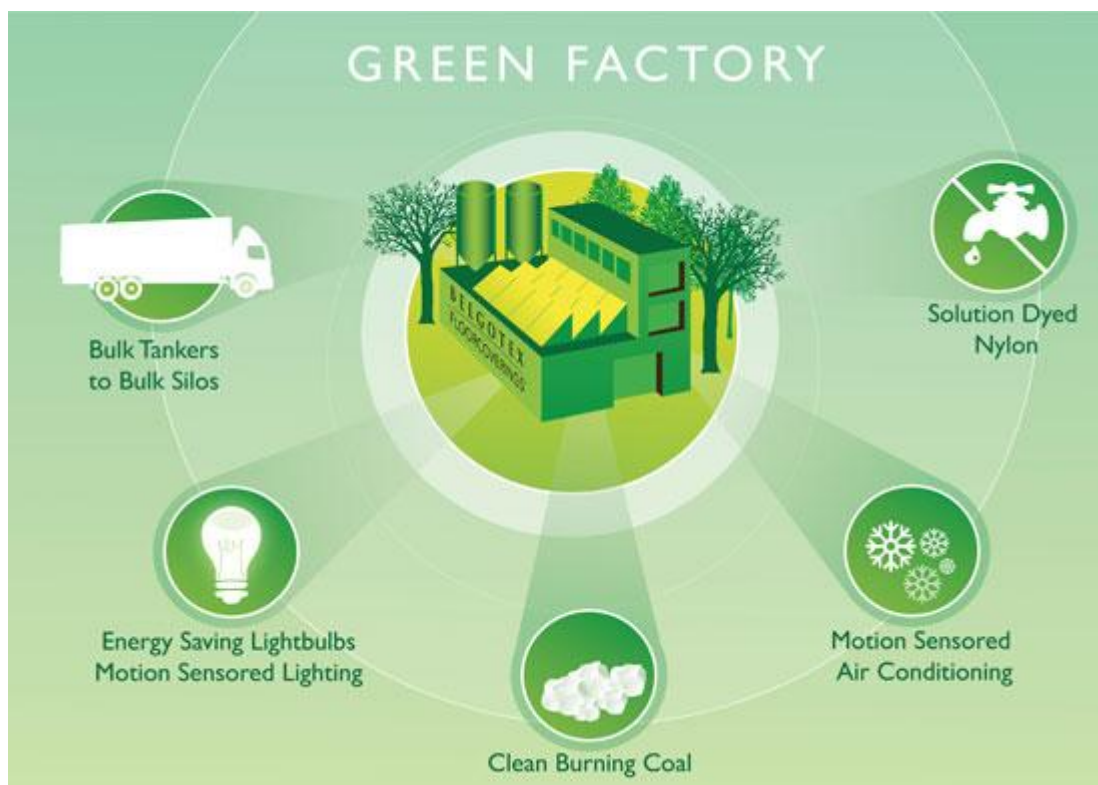 GREEN FACTORY
BELGOTEX
FLOORCOVERINGS
Bulk Tankers
to Bulk Silos
Solution Dyed
Nylon
Energy Saving Lightbulbs
Motion Sensored Lighting
Motion Sensored
Air Conditioning
Clean Burning Coal